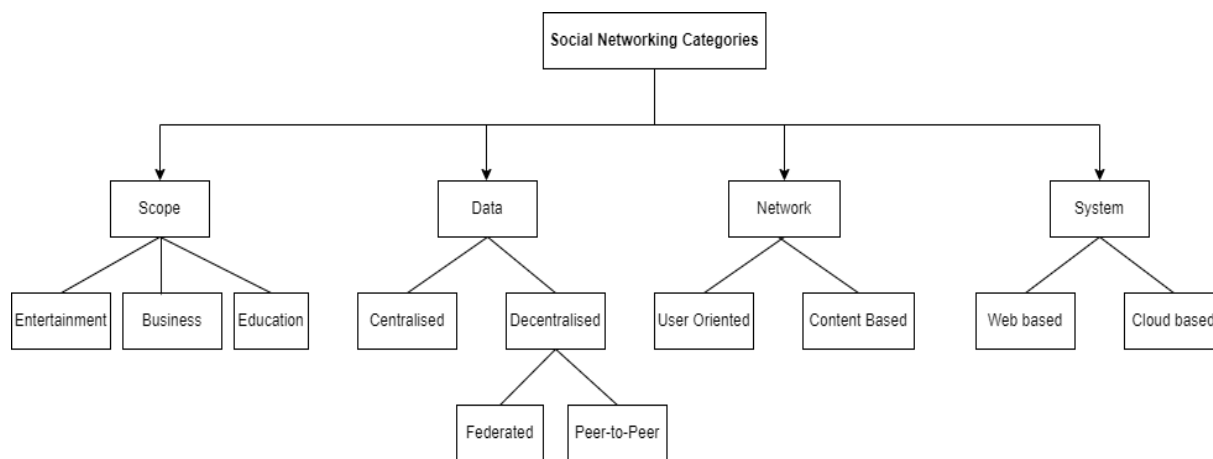 Social Networking Categories
Scope
Data
Network
System
Entertainment
Business
Education
Centralised
Decentralised
User Oriented
Content Based
Web based
Cloud based
Federated
Peer-to-Peer